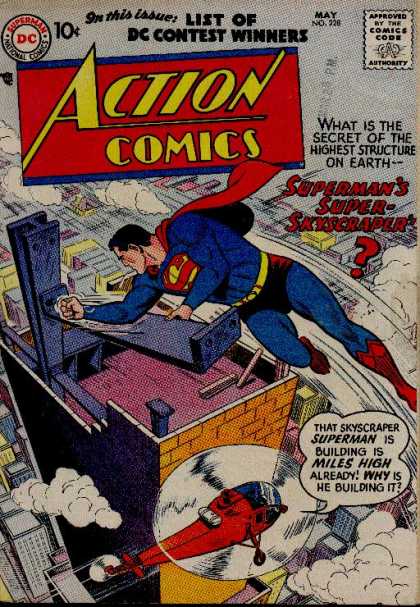 In this issue: LIST OF
DC CONTEST WINNERS
MAY
NO. 228
APPROVED
BY THE
COMICS
CODE
AUTHORITY
SUPERMAN
DC
NATIONAL COMICS
10¢
ACTION
COMICS
WHAT IS THE
SECRET OF THE
HIGHEST STRUCTURE
ON EARTH--
SUPERMAN'S
SUPER-
SKYSCRAPER
?
S
THAT SKYSCRAPER
SUPERMAN IS
BUILDING IS
MILES HIGH
ALREADY! WHY IS
HE BUILDING IT?